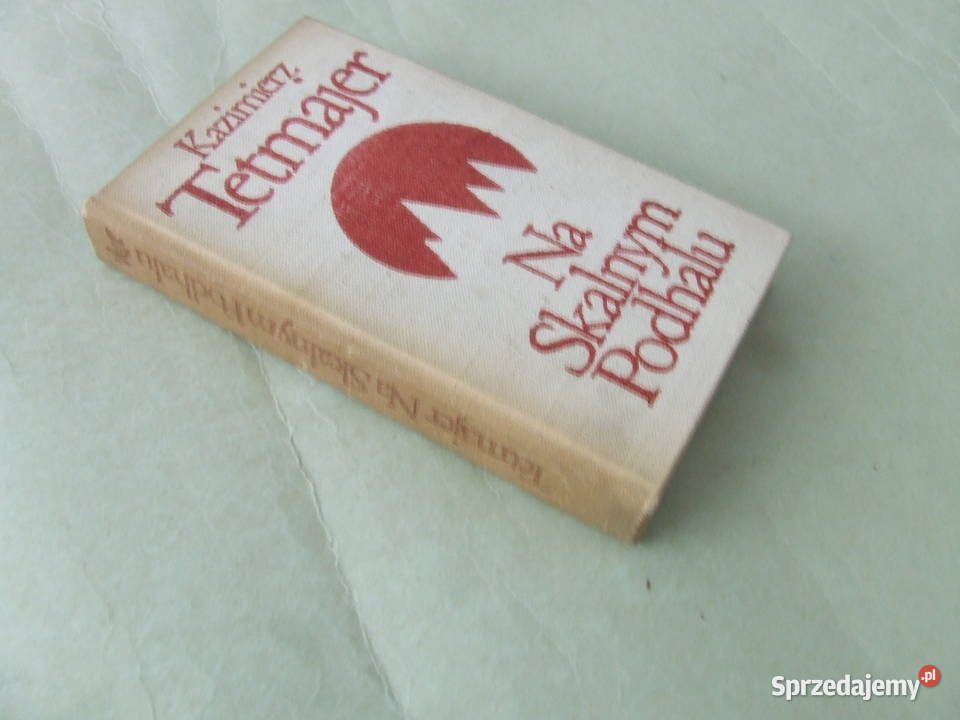 Kazimierz
Tetmajer
Na
Skalnym
Podhalu
Tetmajer Na Skalnym Podhalu
Sprzedajemy.pl